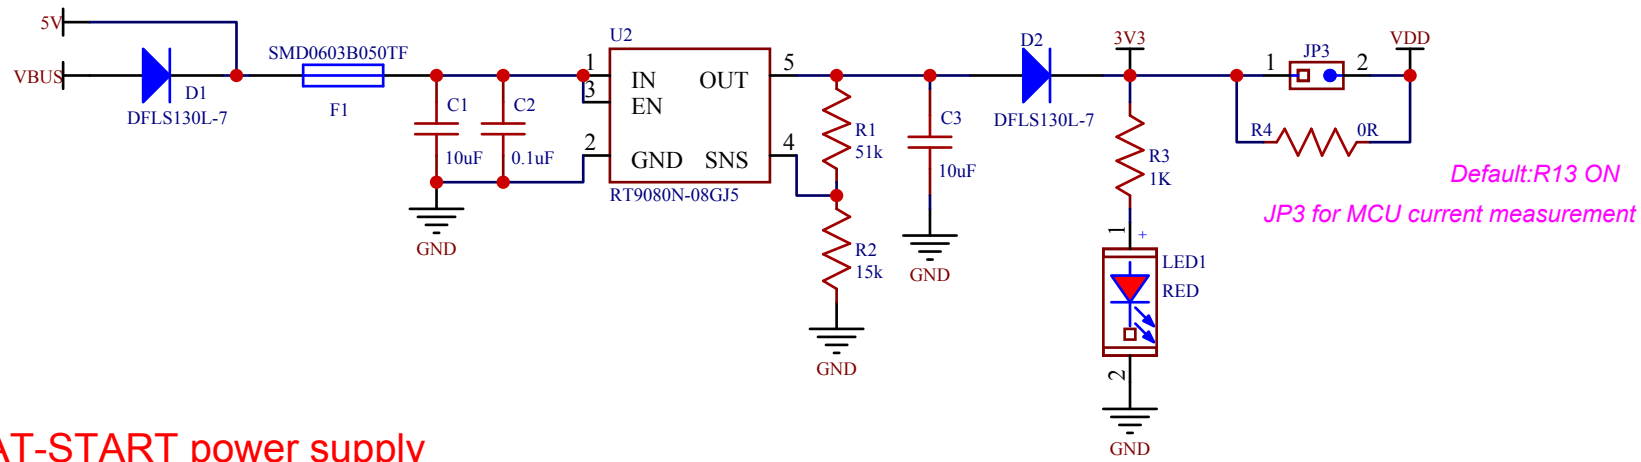 5V
VBUS
D1
DFLS130L-7
SMD0603B050TF
F1
C1
10uF
C2
0.1uF
GND
U2
1
IN
OUT
5
3
EN
2
GND
SNS
4
RT9080N-08GJ5
R1
51k
R2
15k
GND
C3
10uF
GND
D2
DFLS130L-7
3V3
R3
1K
1
+
LED1
RED
2
GND
1
JP3
2
VDD
R4
0R
Default:R13 ON
JP3 for MCU current measurement
AT-START power supply